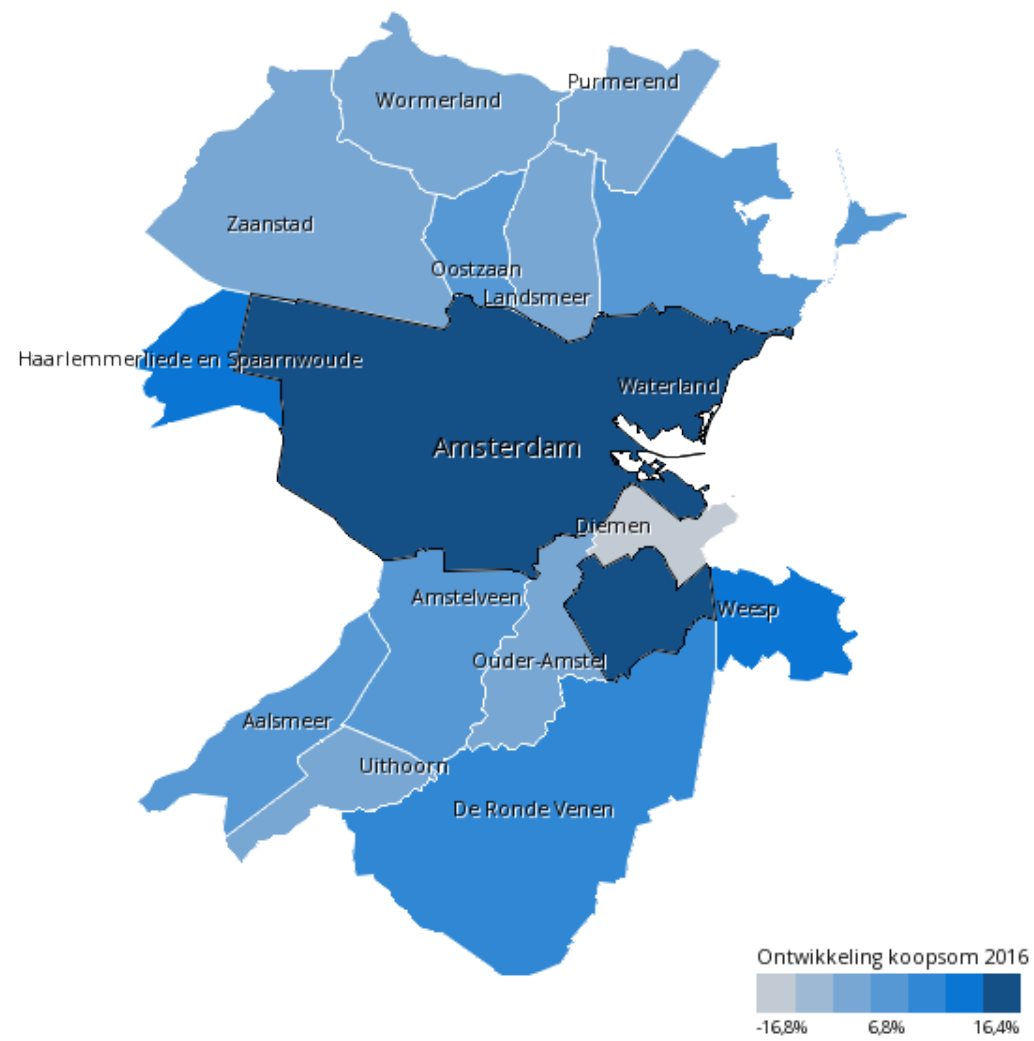 Purmerend
Wormerland
Zaanstad
Oostzaan
Landsmeer
Haarlemmerliede en Spaarnwoude
Waterland
Amsterdam
Diemen
Amstelveen
Weesp
Ouder-Amstel
Aalsmeer
Uithoorn
De Ronde Venen
Ontwikkeling koopsom 2016
-16,8% 6,8% 16,4%